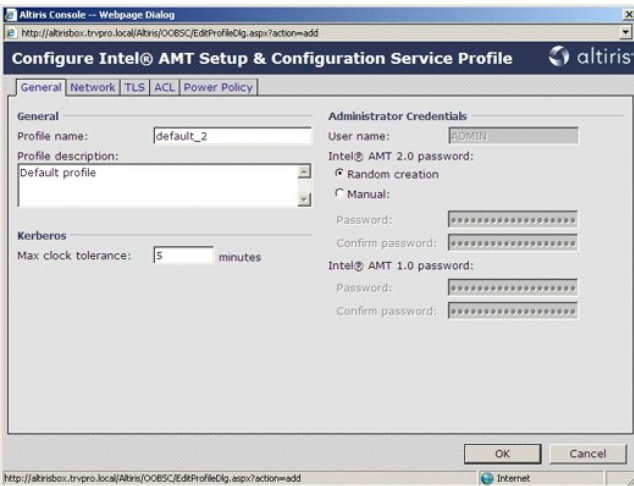 Altiris Console -- Webpage Dialog
http://altirisbox.trvpro.local/Altiris/OOBSC/EditProfileDlg.aspx?action=add
Configure Intel® AMT Setup & Configuration Service Profile
altiris
General Network TLS ACL Power Policy
General
Profile name: default_2
Profile description:
Default profile
Kerberos
Max clock tolerance: 5 minutes
Administrator Credentials
User name: ADMIN
Intel® AMT 2.0 password:
Random creation
Manual:
Password:
Confirm password:
Intel® AMT 1.0 password:
Password:
Confirm password:
OK Cancel
http://altirisbox.trvpro.local/Altiris/OOBSC/EditProfileDlg.aspx?action=add Internet